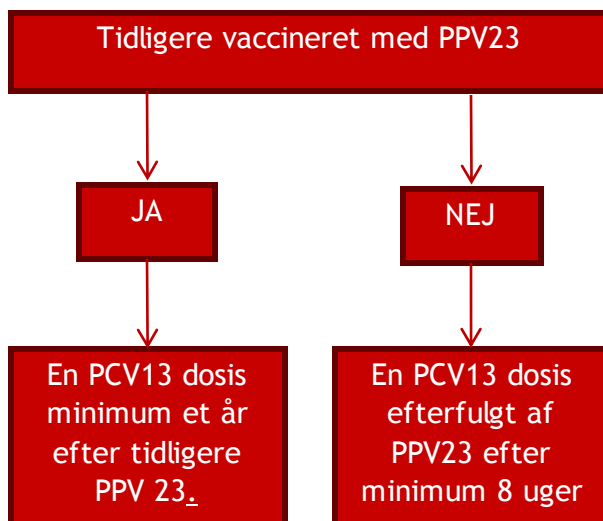 Tidligere vaccineret med PPV23
JA
NEJ
En PCV13 dosis
minimum et år
efter tidligere
PPV 23.
En PCV13 dosis
efterfulgt af
PPV23 efter
minimum 8 uger